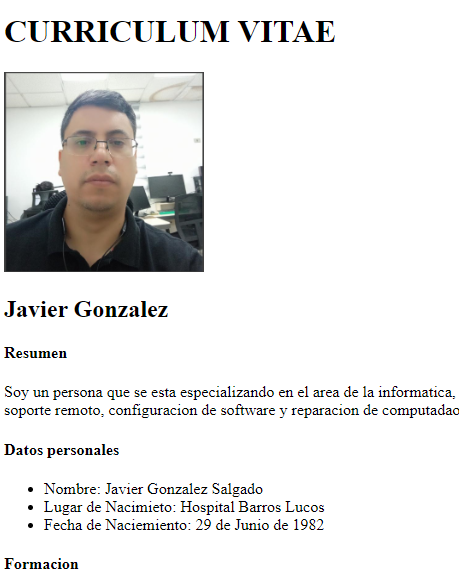 CURRICULUM VITAE
Javier Gonzalez
Resumen
Soy un persona que se esta especializando en el area de la informatica,
soporte remoto, configuracion de software y reparacion de computadao
Datos personales
Nombre: Javier Gonzalez Salgado
Lugar de Nacimieto: Hospital Barros Lucos
Fecha de Naciemiento: 29 de Junio de 1982
Formacion